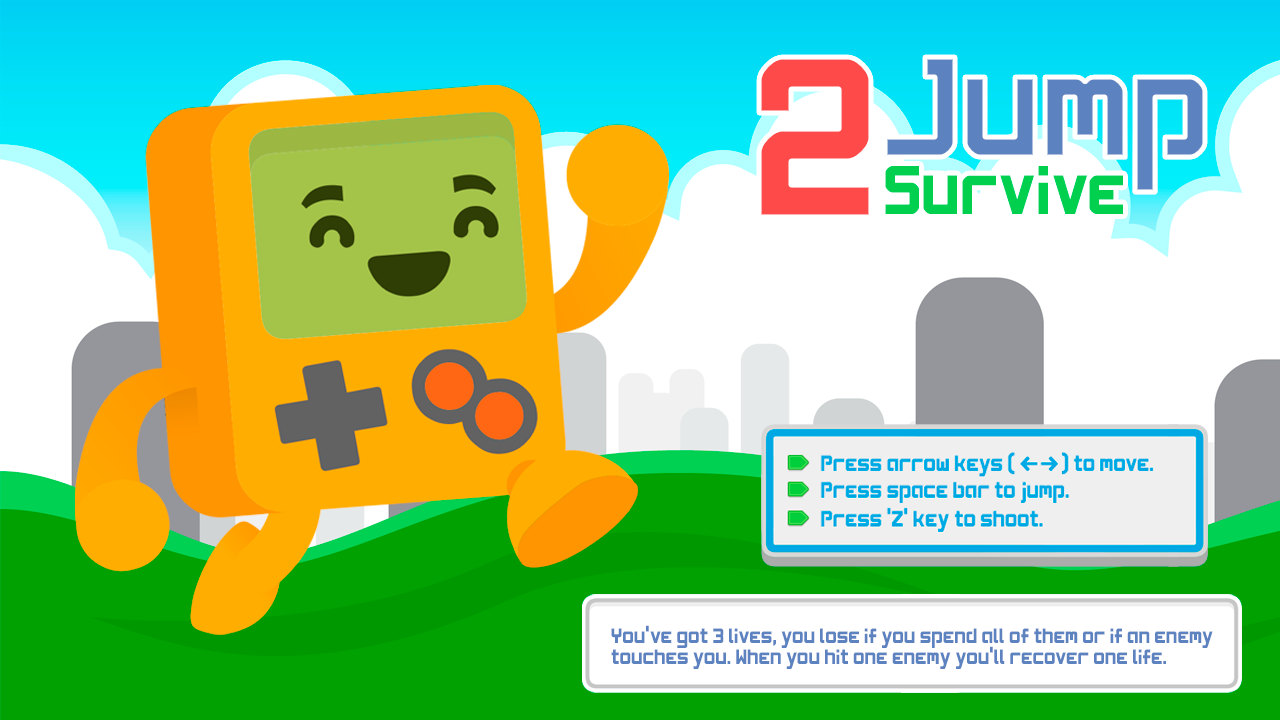 2 Jump
Survive
Press arrow keys ( ←→ ) to move.
Press space bar to jump.
Press 'Z' key to shoot.
You've got 3 lives, you lose if you spend all of them or if an enemy
touches you. When you hit one enemy you'll recover one life.